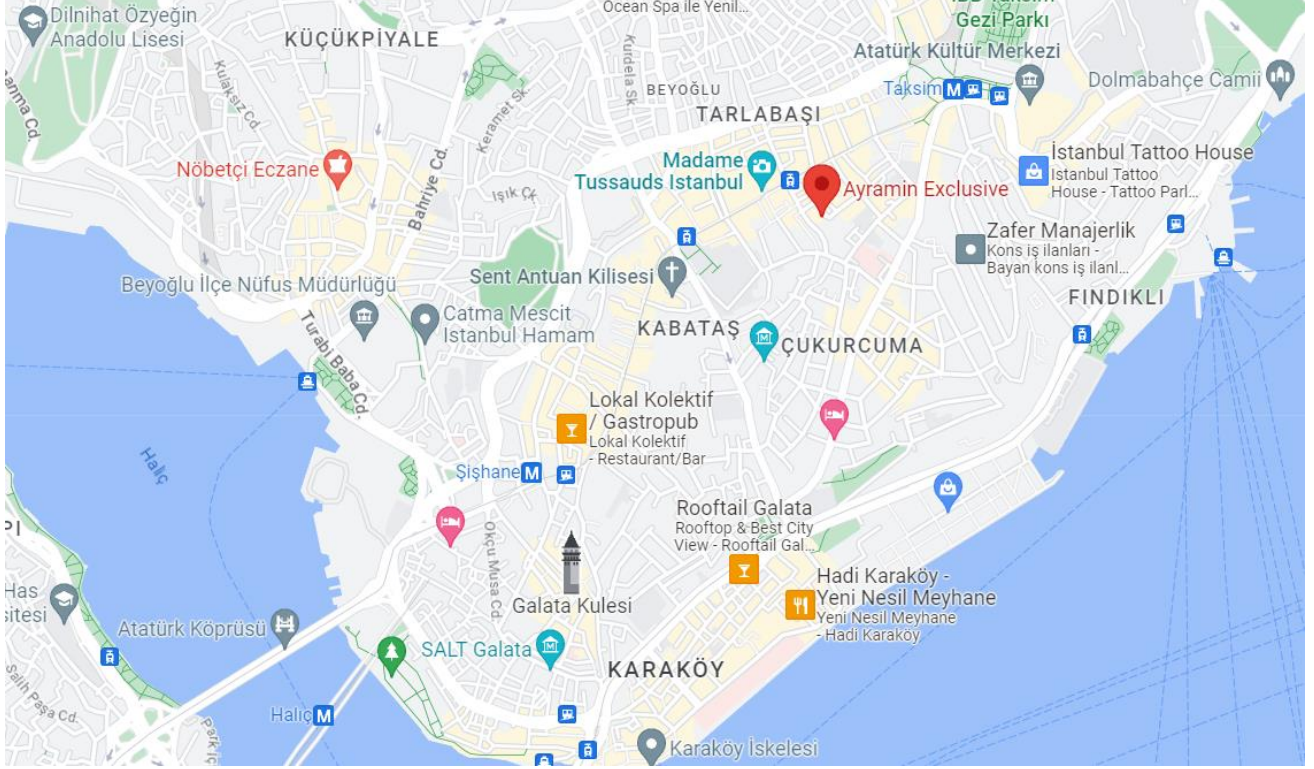 Ocean Spa ile Yenil...
Gezi Parkı
Dilnihat Özyeğin
Anadolu Lisesi
KÜÇÜKPİYALE
Kulaksız Cd.
Kurdela Sk.
Keramet Sk.
BEYOĞLU
TARLABAŞI
Atatürk Kültür Merkezi
Taksim M
Dolmabahçe Camii
Nöbetçi Eczane
Bahriye Cd.
Işık Çk.
Madame
Tussauds Istanbul
Ayramin Exclusive
İstanbul Tattoo House
Istanbul Tattoo
House - Tattoo Parl...
Zafer Manajerlik
Kons iş ilanları -
Bayan kons iş ilanl...
Beyoğlu İlçe Nüfus Müdürlüğü
Sent Antuan Kilisesi
FINDIKLI
Catma Mescit
Istanbul Hamam
KABATAŞ
ÇUKURCUMA
Turabi Baba Cd.
Lokal Kolektif
/ Gastropub
Lokal Kolektif
- Restaurant/Bar
Haliç
Şişhane M
Okçu Musa Cd.
Rooftail Galata
Rooftop & Best City
View - Rooftail Gal...
Hadi Karaköy -
Yeni Nesil Meyhane
Yeni Nesil Meyhane
- Hadi Karaköy
Galata Kulesi
Has
Atatürk Köprüsü
SALT Galata
KARAKÖY
Salih Paşa Cd.
Haliç M
Karaköy İskelesi